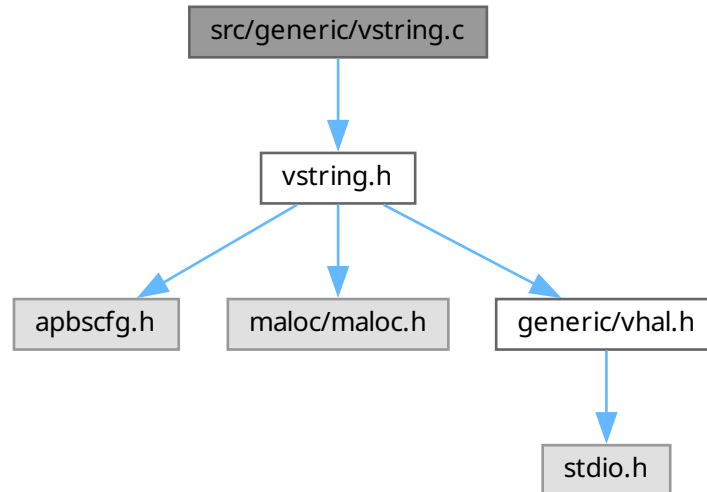 src/generic/vstring.c
vstring.h
apbscfg.h
maloc/maloc.h
generic/vhal.h
stdio.h